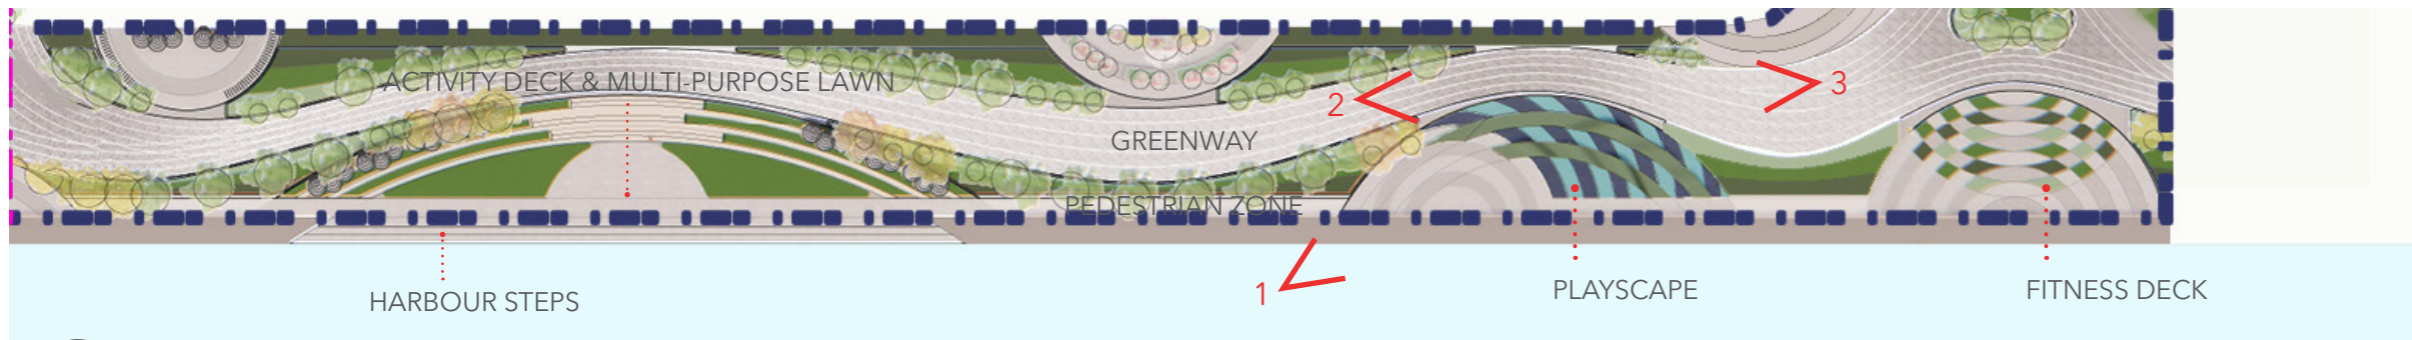 ACTIVITY DECK & MULTI-PURPOSE LAWN
2
3
GREENWAY
PEDESTRIAN ZONE
1
HARBOUR STEPS
PLAYSCAPE
FITNESS DECK